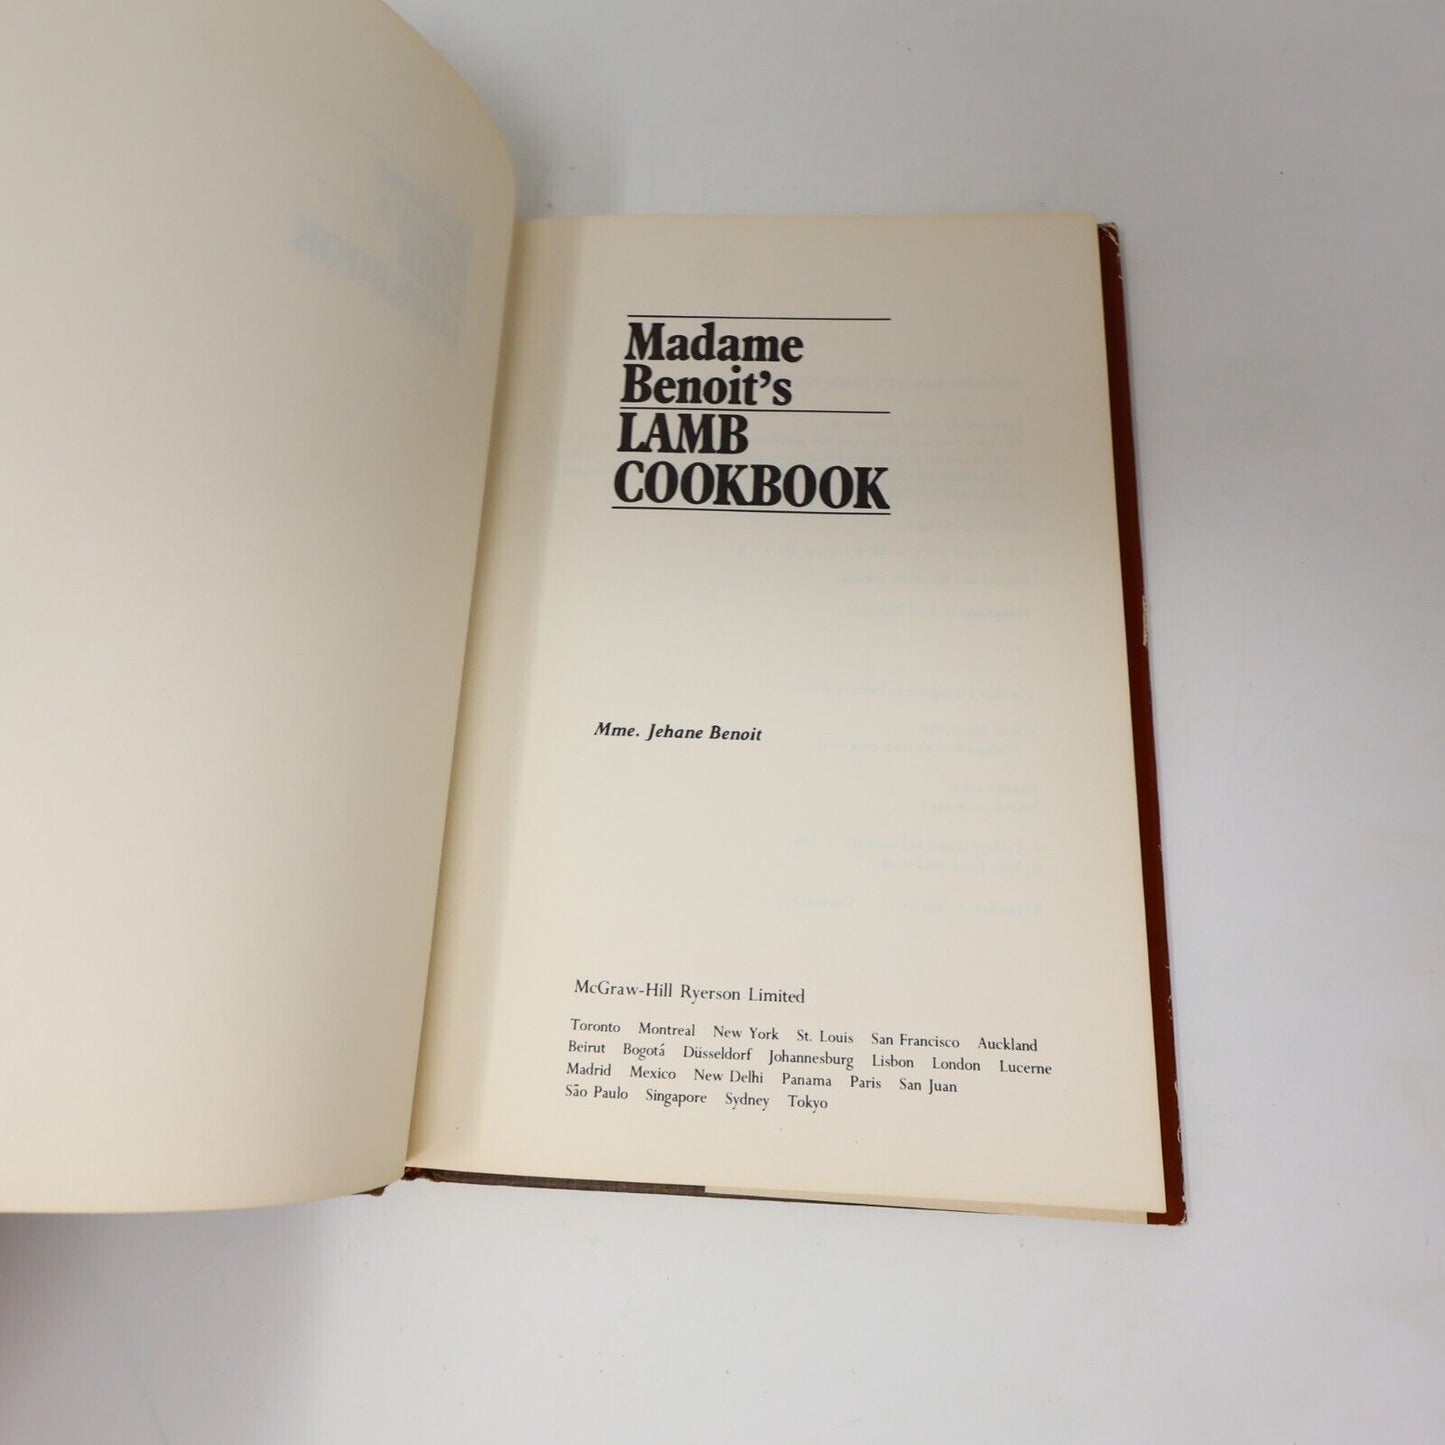 Madame
Benoit's
LAMB
COOKBOOK
Mme. Jehane Benoit
McGraw-Hill Ryerson Limited
Toronto Montreal New York St. Louis San Francisco Auckland
Beirut Bogotá Düsseldorf Johannesburg Lisbon London Lucerne
Madrid Mexico New Delhi Panama Paris San Juan
São Paulo Singapore Sydney Tokyo